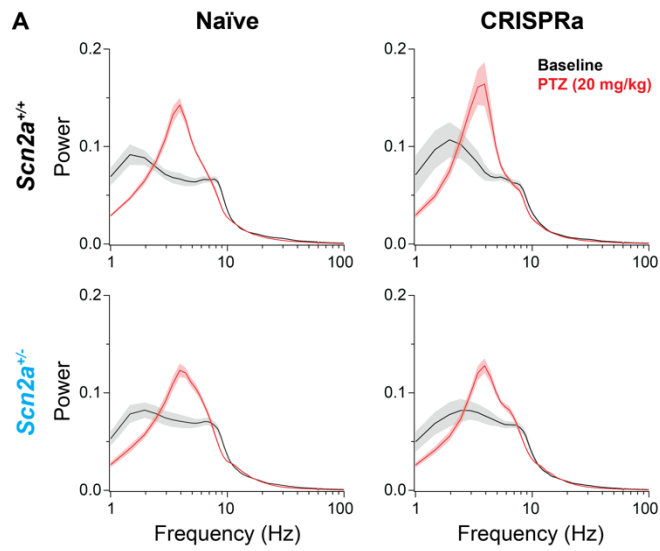 A
Naïve
CRISPRa
Scn2a+/+
Power
0.2
0.1
0.0
1
10
100
Power
0.2
0.1
0.0
1
10
100
Baseline
PTZ (20 mg/kg)
Scn2a+/-
Power
0.2
0.1
0.0
1
10
100
Frequency (Hz)
Power
0.2
0.1
0.0
1
10
100
Frequency (Hz)